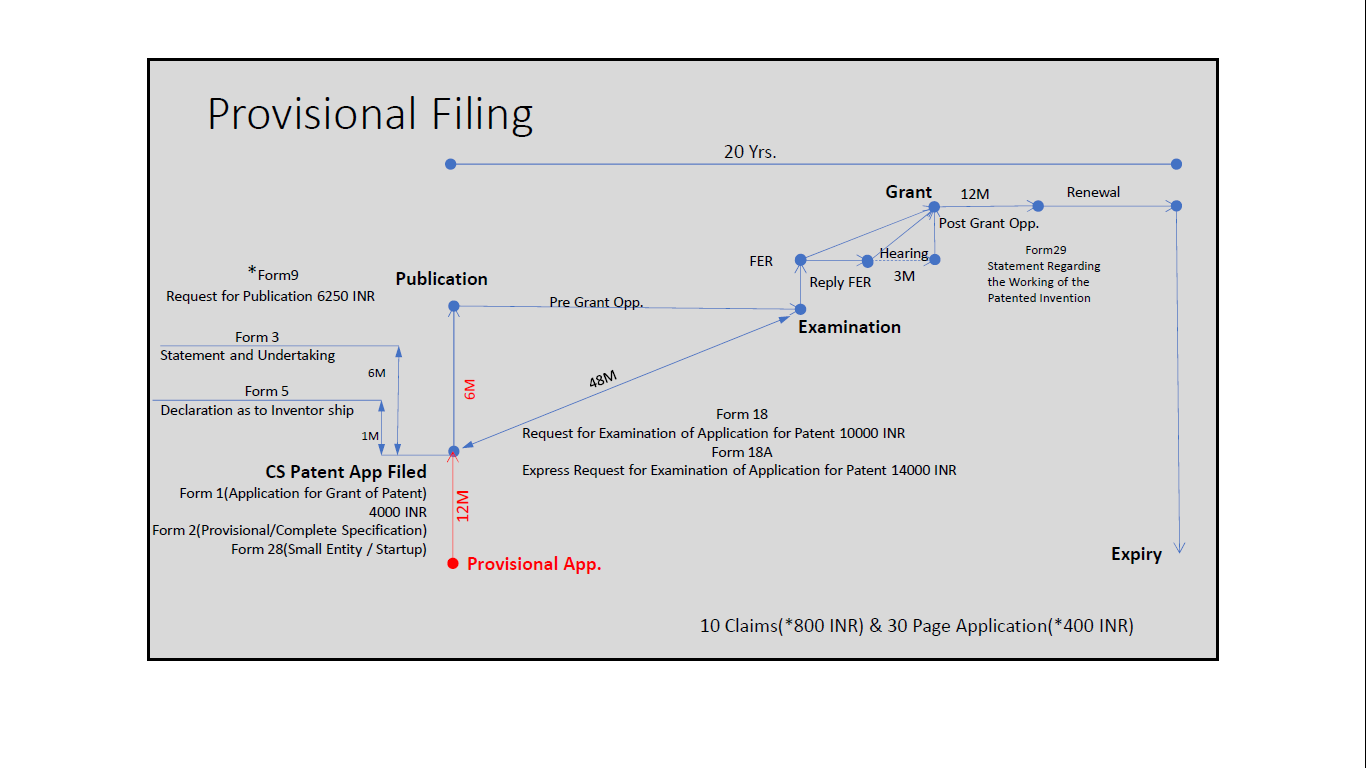 Provisional Filing
20 Yrs.
Grant
12M
Renewal
Post Grant Opp.
FER
Hearing
Reply FER
3M
Form29
Statement Regarding
the Working of the
Patented Invention
*Form9
Request for Publication 6250 INR
Publication
Pre Grant Opp.
Examination
Form 3
Statement and Undertaking
6M
Form 5
Declaration as to Inventor ship
1M
6M
48M
Form 18
Request for Examination of Application for Patent 10000 INR
Form 18A
Express Request for Examination of Application for Patent 14000 INR
CS Patent App Filed
Form 1(Application for Grant of Patent)
4000 INR
Form 2(Provisional/Complete Specification)
Form 28(Small Entity / Startup)
12M
Provisional App.
Expiry
10 Claims(*800 INR) & 30 Page Application(*400 INR)